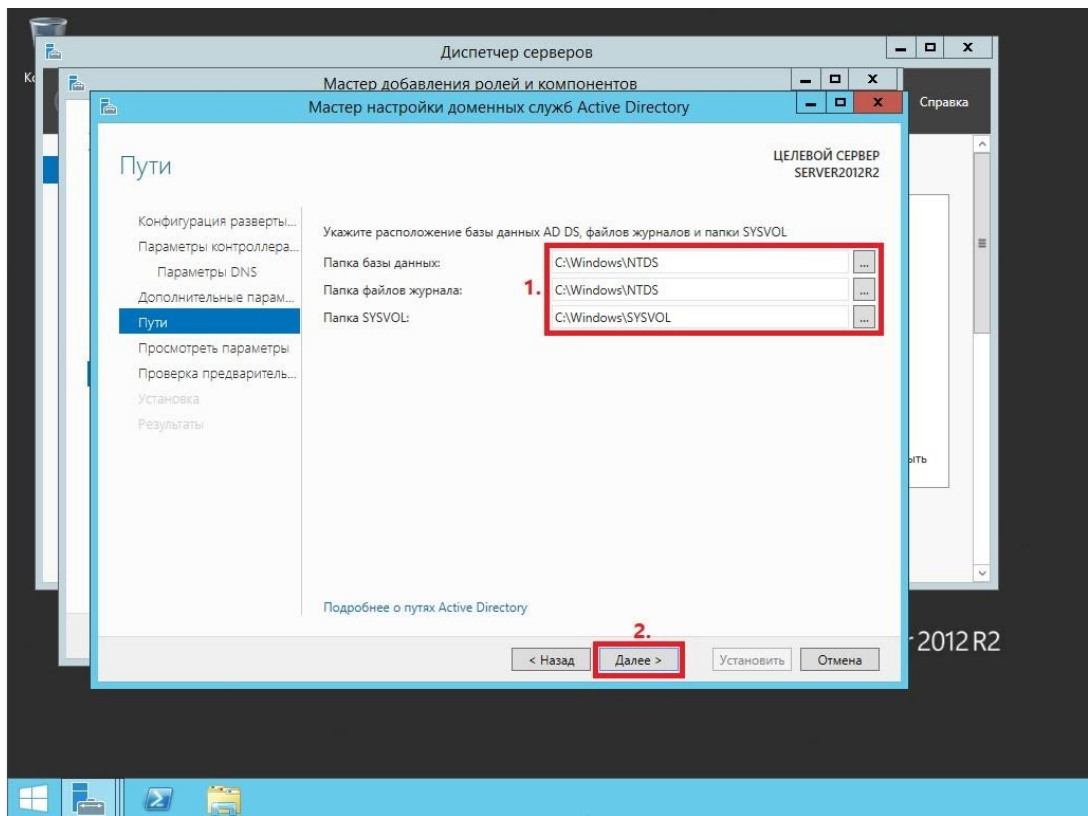 Диспетчер серверов
Мастер добавления ролей и компонентов
Мастер настройки доменных служб Active Directory
Справка
Пути
ЦЕЛЕВОЙ СЕРВЕР
SERVER2012R2
Конфигурация разверты...
Параметры контроллера...
Параметры DNS
Дополнительные парам...
Пути
Просмотреть параметры
Проверка предваритель...
Установка
Результаты
Укажите расположение базы данных AD DS, файлов журналов и папки SYSVOL
Папка базы данных: C:\Windows\NTDS ...
Папка файлов журнала: 1. C:\Windows\NTDS ...
Папка SYSVOL: C:\Windows\SYSVOL ...
ыть
Подробнее о путях Active Directory
2.
< Назад Далее > Установить Отмена
2012 R2